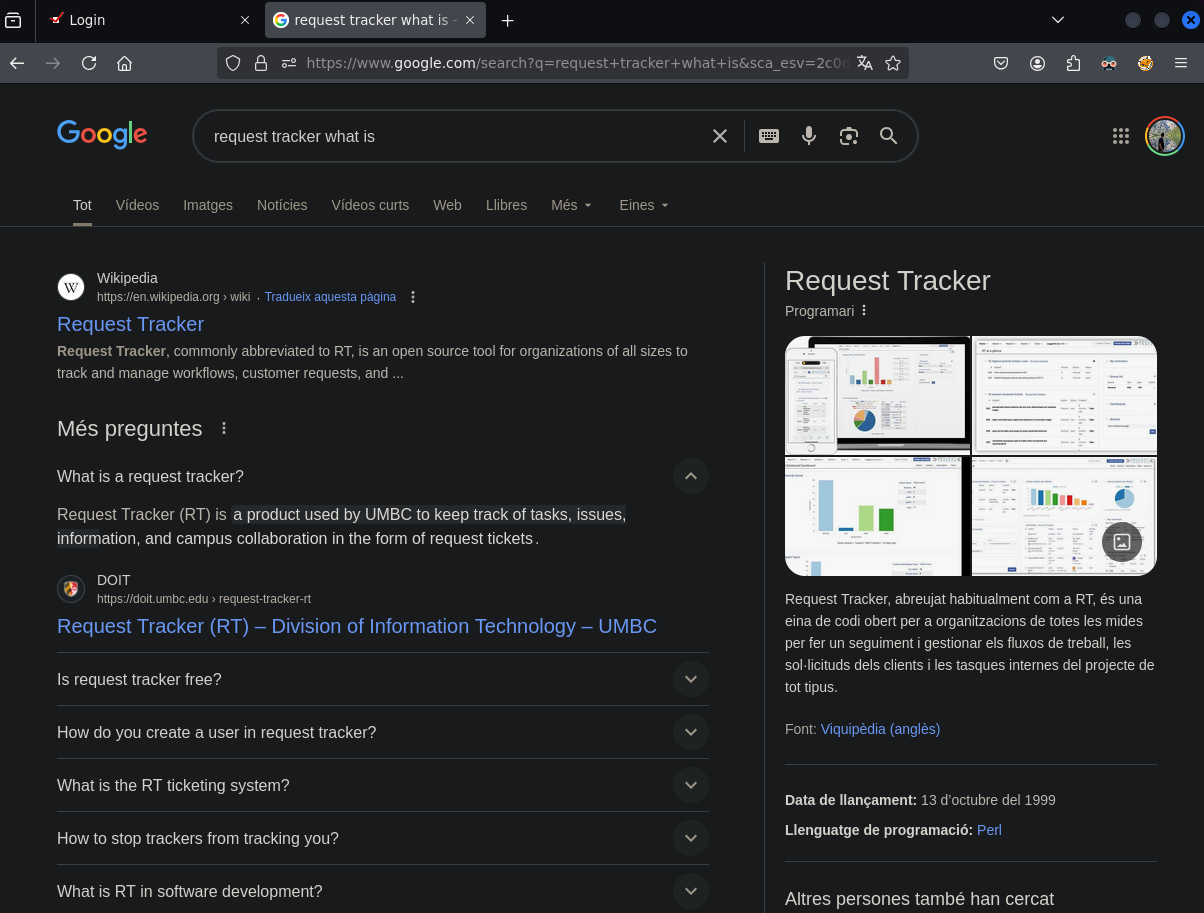 Login
request tracker what is -
https://www.google.com/search?q=request+tracker+what+is&sca_esv=2c0d
Google
request tracker what is
Tot
Vídeos
Imatges
Notícies
Vídeos curts
Web
Llibres
Més
Eines
W
Wikipedia
https://en.wikipedia.org › wiki · Tradueix aquesta pàgina
Request Tracker
Request Tracker, commonly abbreviated to RT, is an open source tool for organizations of all sizes to
track and manage workflows, customer requests, and ...
Més preguntes
What is a request tracker?
Request Tracker (RT) is a product used by UMBC to keep track of tasks, issues,
information, and campus collaboration in the form of request tickets.
DOIT
https://doit.umbc.edu › request-tracker-rt
Request Tracker (RT) – Division of Information Technology – UMBC
Is request tracker free?
How do you create a user in request tracker?
What is the RT ticketing system?
How to stop trackers from tracking you?
What is RT in software development?
Request Tracker
Programari
Request Tracker, abreujat habitualment com a RT, és una
eina de codi obert per a organitzacions de totes les mides
per fer un seguiment i gestionar els fluxos de treball, les
sol·licituds dels clients i les tasques internes del projecte de
tot tipus.
Font: Viquipèdia (anglès)
Data de llançament: 13 d’octubre del 1999
Llenguatge de programació: Perl
Altres persones també han cercat